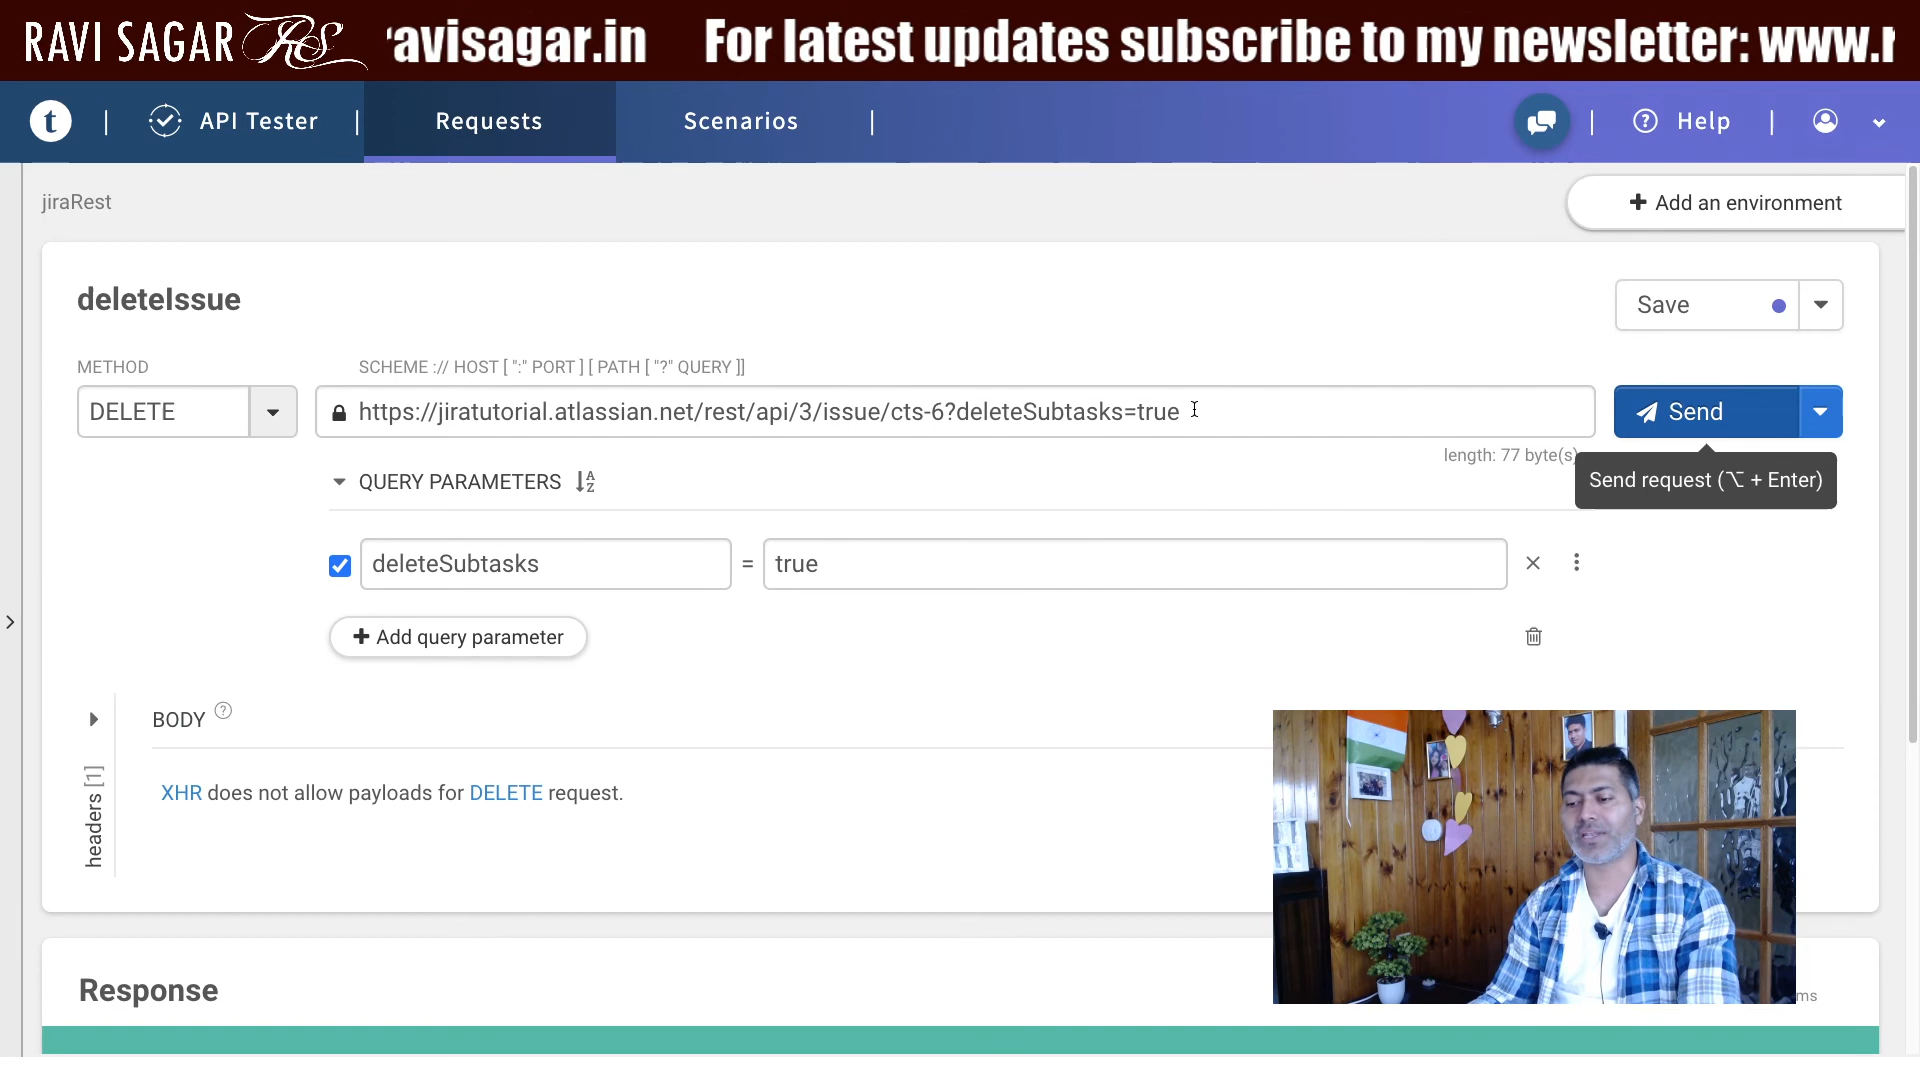 RAVI SAGAR RS
avisagar.in For latest updates subscribe to my newsletter: www.r
t | API Tester | Requests Scenarios | | Help |
jiraRest
+ Add an environment
deleteIssue
Save
METHOD
SCHEME :// HOST [ ":" PORT ] [ PATH [ "?" QUERY ]]
DELETE
https://jiratutorial.atlassian.net/rest/api/3/issue/cts-6?deleteSubtasks=true
Send
length: 77 byte(s)
Send request (⌥ + Enter)
QUERY PARAMETERS
deleteSubtasks = true
+ Add query parameter
BODY
headers [1]
XHR does not allow payloads for DELETE request.
Response
ms